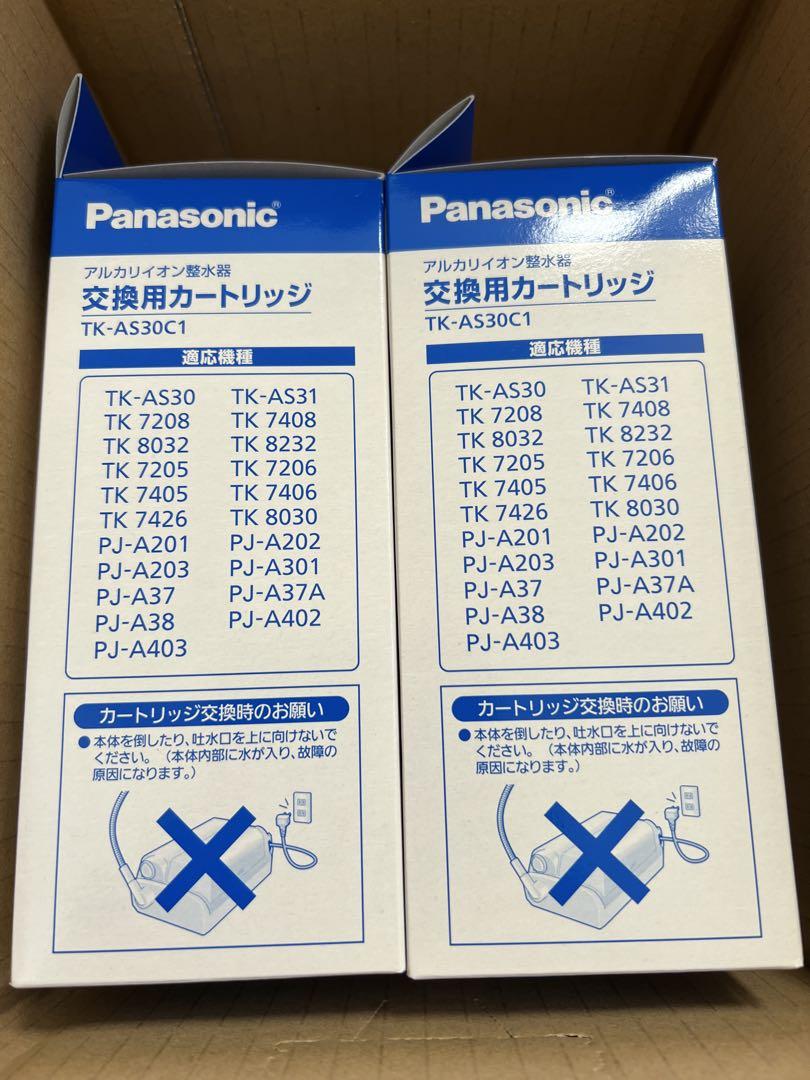 Panasonic®
アルカリイオン整水器
交換用カートリッジ
TK-AS30C1
適応機種
TK-AS30 TK-AS31
TK 7208 TK 7408
TK 8032 TK 8232
TK 7205 TK 7206
TK 7405 TK 7406
TK 7426 TK 8030
PJ-A201 PJ-A202
PJ-A203 PJ-A301
PJ-A37 PJ-A37A
PJ-A38 PJ-A402
PJ-A403
カートリッジ交換時のお願い
●本体を倒したり、吐水口を上に向けないで
ください。（本体内部に水が入り、故障の
原因になります。）
Panasonic®
アルカリイオン整水器
交換用カートリッジ
TK-AS30C1
適応機種
TK-AS30 TK-AS31
TK 7208 TK 7408
TK 8032 TK 8232
TK 7205 TK 7206
TK 7405 TK 7406
TK 7426 TK 8030
PJ-A201 PJ-A202
PJ-A203 PJ-A301
PJ-A37 PJ-A37A
PJ-A38 PJ-A402
PJ-A403
カートリッジ交換時のお願い
●本体を倒したり、吐水口を上に向けないで
ください。（本体内部に水が入り、故障の
原因になります。）